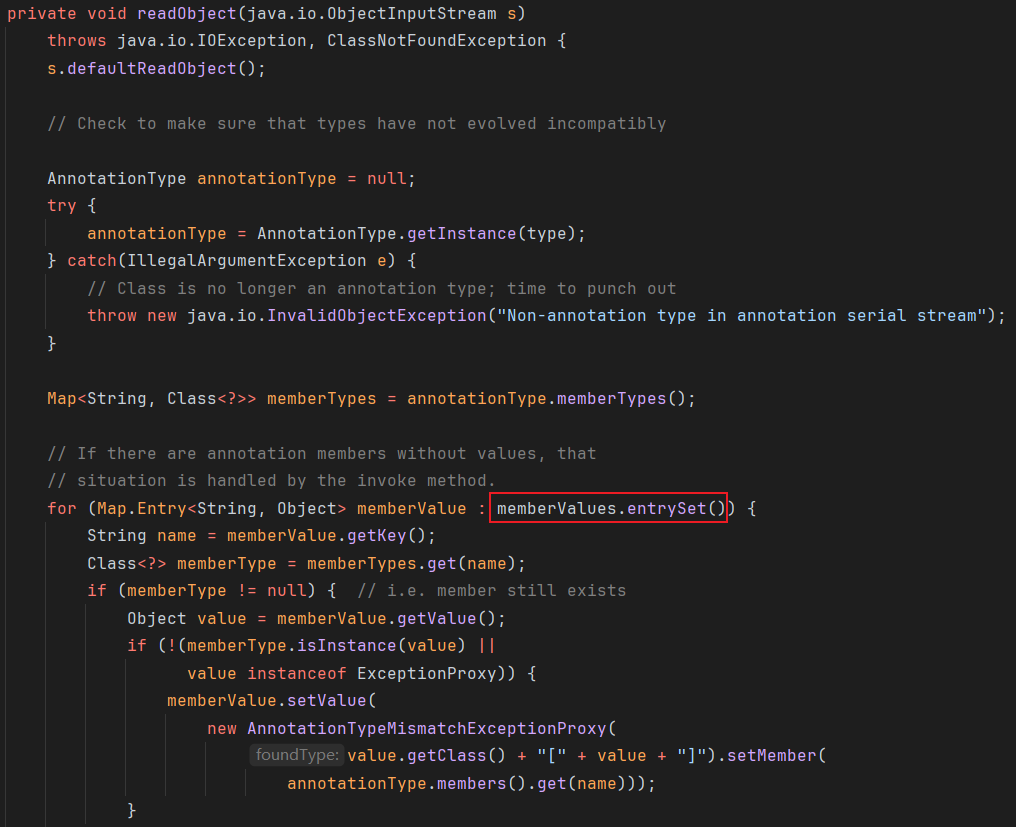 private void readObject(java.io.ObjectInputStream s)
throws java.io.IOException, ClassNotFoundException {
s.defaultReadObject();
// Check to make sure that types have not evolved incompatibly
AnnotationType annotationType = null;
try {
annotationType = AnnotationType.getInstance(type);
} catch(IllegalArgumentException e) {
// Class is no longer an annotation type; time to punch out
throw new java.io.InvalidObjectException("Non-annotation type in annotation serial stream");
}
Map<String, Class<?>> memberTypes = annotationType.memberTypes();
// If there are annotation members without values, that
// situation is handled by the invoke method.
for (Map.Entry<String, Object> memberValue : memberValues.entrySet()) {
String name = memberValue.getKey();
Class<?> memberType = memberTypes.get(name);
if (memberType != null) {  // i.e. member still exists
Object value = memberValue.getValue();
if (!(memberType.isInstance(value) ||
value instanceof ExceptionProxy)) {
memberValue.setValue(
new AnnotationTypeMismatchExceptionProxy(
foundType: value.getClass() + "[" + value + "]").setMember(
annotationType.members().get(name)));
}